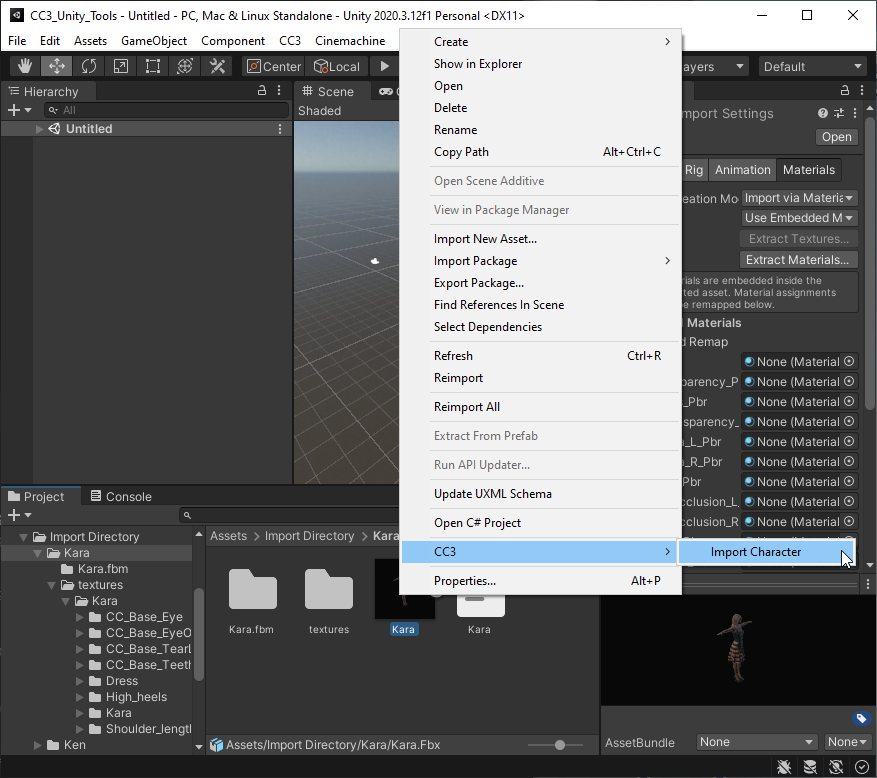 CC3_Unity_Tools - Untitled - PC, Mac & Linux Standalone - Unity 2020.3.12f1 Personal <DX11>
File Edit Assets GameObject Component CC3 Cinemachine
Center Local ayers Default
Hierarchy
All
Untitled
Scene
Shaded
Create
Show in Explorer
Open
Delete
Rename
Copy Path Alt+Ctrl+C
Open Scene Additive
View in Package Manager
Import New Asset...
Import Package
Export Package...
Find References In Scene
Select Dependencies
Refresh Ctrl+R
Reimport
Reimport All
Extract From Prefab
Run API Updater...
Update UXML Schema
Open C# Project
CC3
Import Character
Properties... Alt+P
mport Settings
Open
Rig Animation Materials
eation Mo Import via Materia
Use Embedded M
Extract Textures...
Extract Materials...
rials are embedded inside the
ted asset. Material assignments
e remapped below.
Materials
d Remap
None (Material
parency_P None (Material
_Pbr None (Material
sparency_ None (Material
a_L_Pbr None (Material
a_R_Pbr None (Material
Pbr None (Material
cclusion_L None (Material
cclusion_R None (Material
Project Console
Import Directory
Kara
Kara.fbm
textures
Kara
CC_Base_Eye
CC_Base_EyeO
CC_Base_TearL
CC_Base_Teeth
Dress
High_heels
Kara
Shoulder_lengt
Ken
Assets > Import Directory > Kara
Kara.fbm textures Kara Kara
Assets/Import Directory/Kara/Kara.Fbx
AssetBundle None None